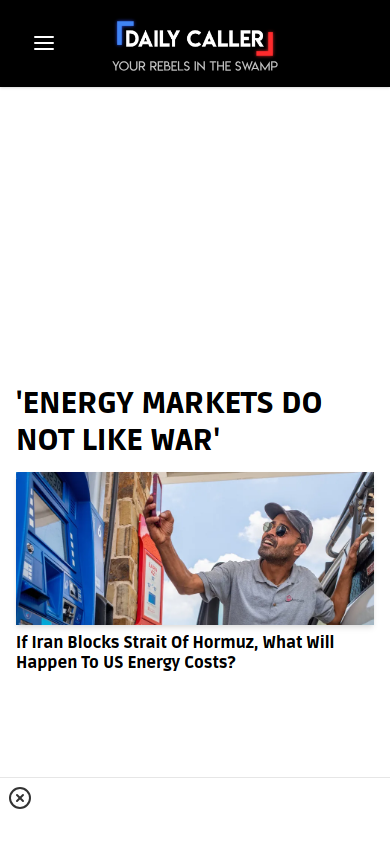 DAILY CALLER
YOUR REBELS IN THE SWAMP
'ENERGY MARKETS DO
NOT LIKE WAR'
If Iran Blocks Strait Of Hormuz, What Will
Happen To US Energy Costs?